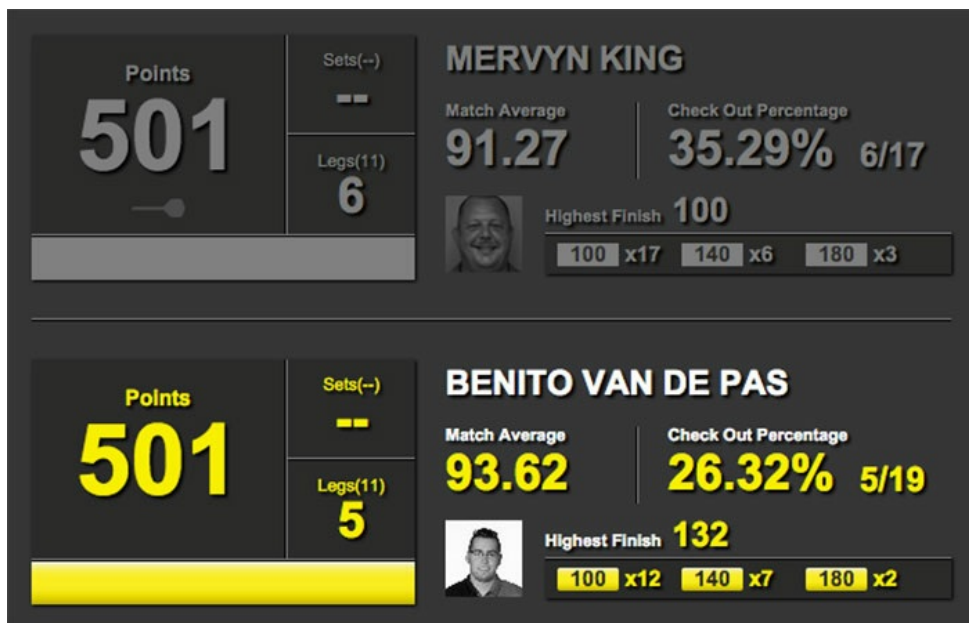 Points
501
Sets(--)
--
Legs(11)
6
MERVYN KING
Match Average
91.27
Check Out Percentage
35.29% 6/17
Highest Finish 100
100 x17 140 x6 180 x3
Points
501
Sets(--)
--
Legs(11)
5
BENITO VAN DE PAS
Match Average
93.62
Check Out Percentage
26.32% 5/19
Highest Finish 132
100 x12 140 x7 180 x2